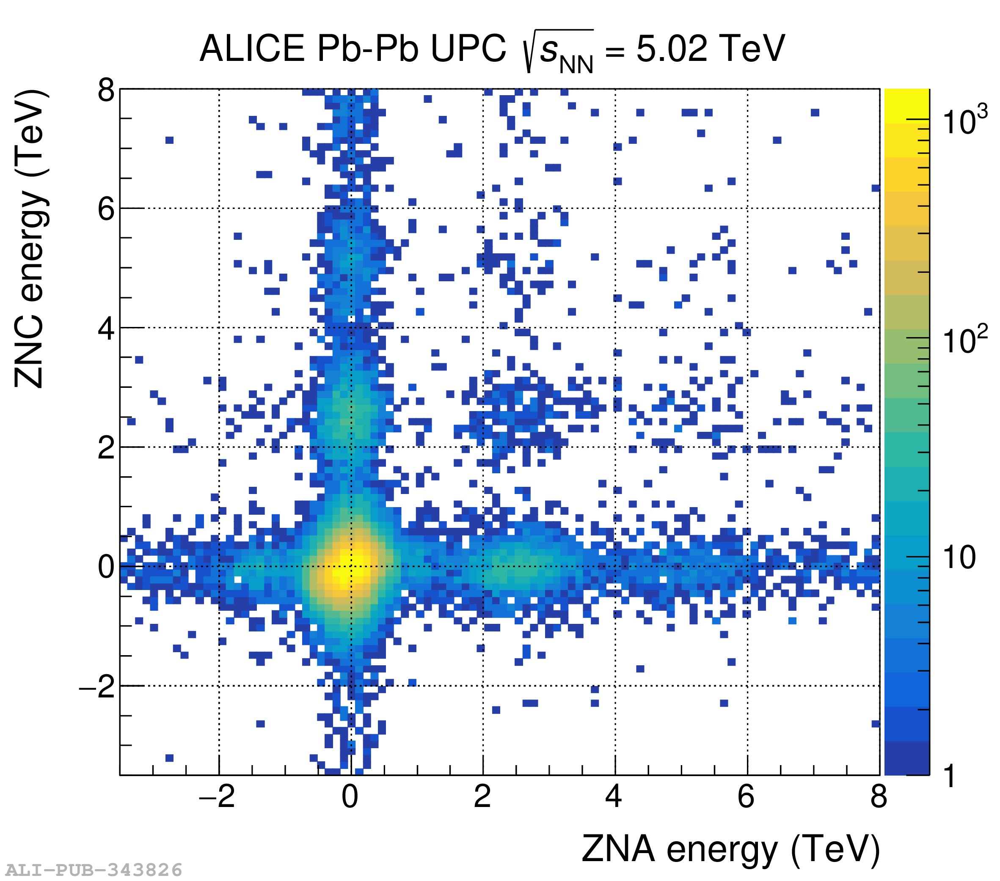 ALICE Pb-Pb UPC √sNN = 5.02 TeV
ZNC energy (TeV)
8
6
4
2
0
−2
−2 0 2 4 6 8
ZNA energy (TeV)
10³
10²
10
1
ALI-PUB-343826